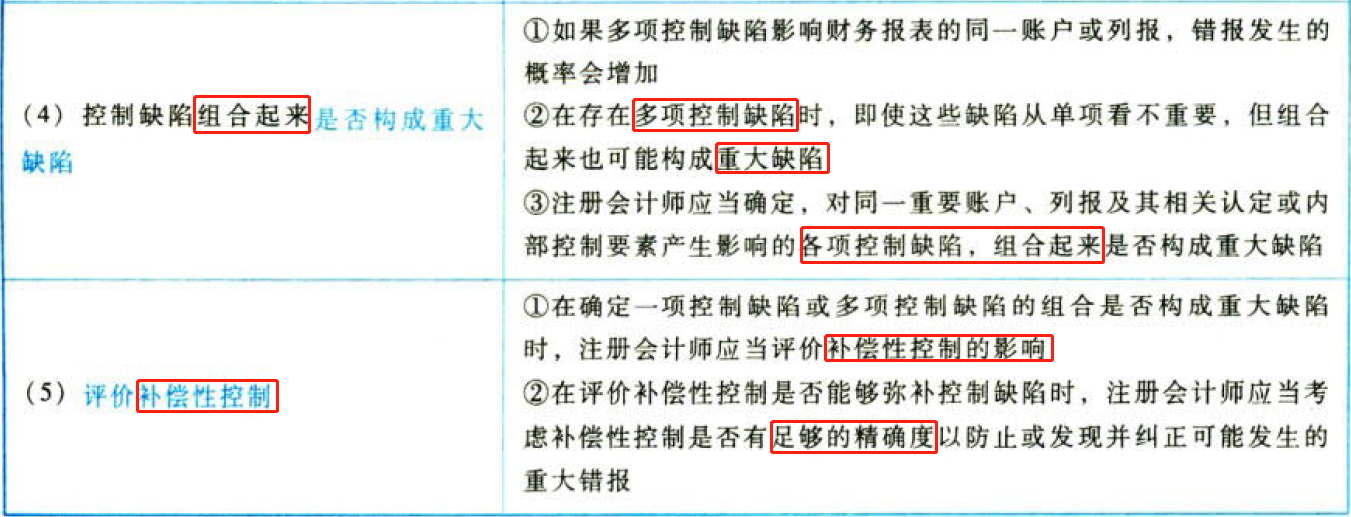 (4) 控制缺陷组合起来是否构成重大
缺陷
①如果多项控制缺陷影响财务报表的同一账户或列报，错报发生的
概率会增加
②在存在多项控制缺陷时，即使这些缺陷从单项看不重要，但组合
起来也可能构成重大缺陷
③注册会计师应当确定，对同一重要账户、列报及其相关认定或内
部控制要素产生影响的各项控制缺陷，组合起来是否构成重大缺陷
(5) 评价补偿性控制
①在确定一项控制缺陷或多项控制缺陷的组合是否构成重大缺陷
时，注册会计师应当评价补偿性控制的影响
②在评价补偿性控制是否能够弥补控制缺陷时，注册会计师应当考
虑补偿性控制是否有足够的精确度以防止或发现并纠正可能发生的
重大错报